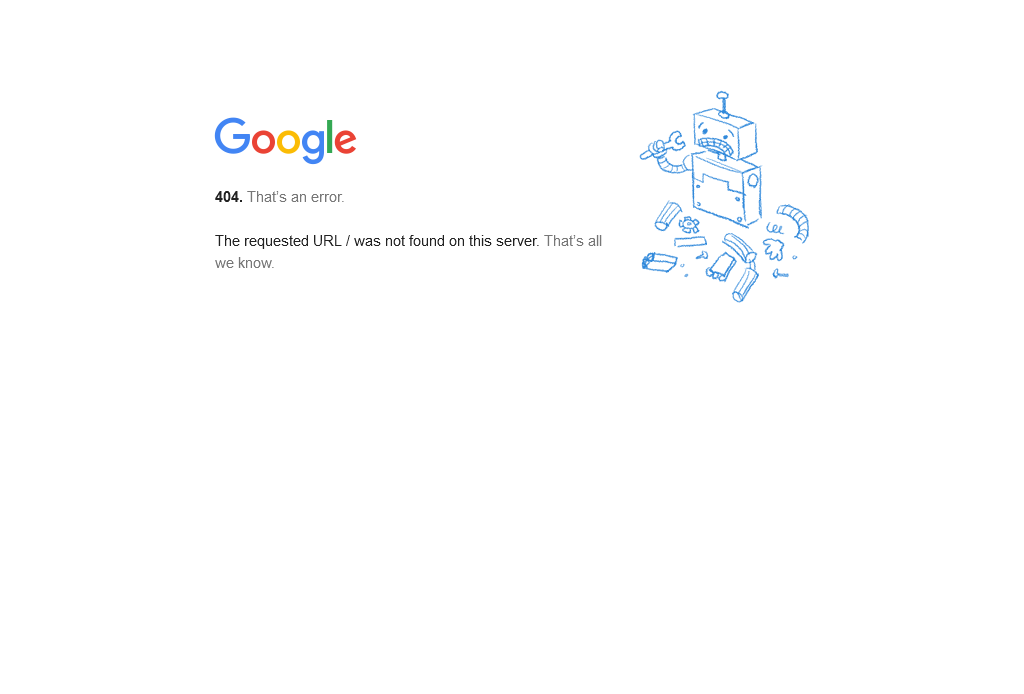 Google
404. That’s an error.
The requested URL / was not found on this server. That’s all
we know.